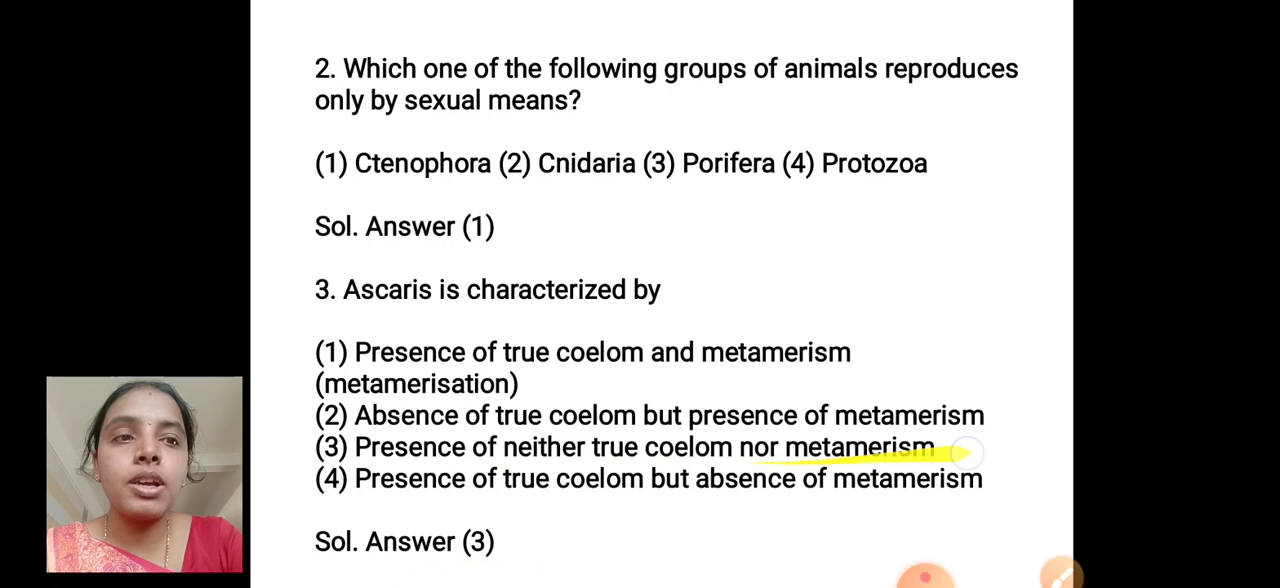 2. Which one of the following groups of animals reproduces
only by sexual means?
(1) Ctenophora (2) Cnidaria (3) Porifera (4) Protozoa
Sol. Answer (1)
3. Ascaris is characterized by
(1) Presence of true coelom and metamerism
(metamerisation)
(2) Absence of true coelom but presence of metamerism
(3) Presence of neither true coelom nor metamerism
(4) Presence of true coelom but absence of metamerism
Sol. Answer (3)